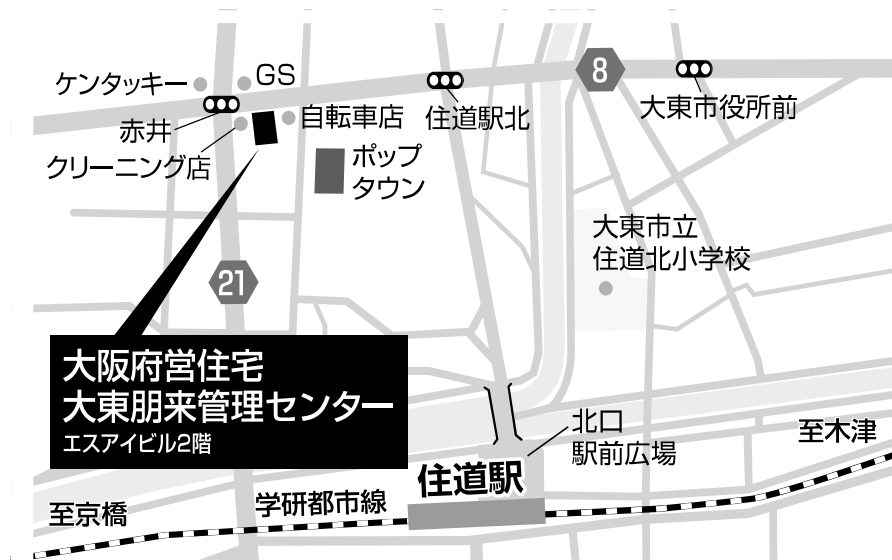 ケンタッキー
GS
8
大東市役所前
赤井
自転車店
住道駅北
クリーニング店
ポップ
タウン
大東市立
住道北小学校
21
大阪府営住宅
大東朋来管理センター
エスアイビル2階
北口
駅前広場
至木津
住道駅
学研都市線
至京橋